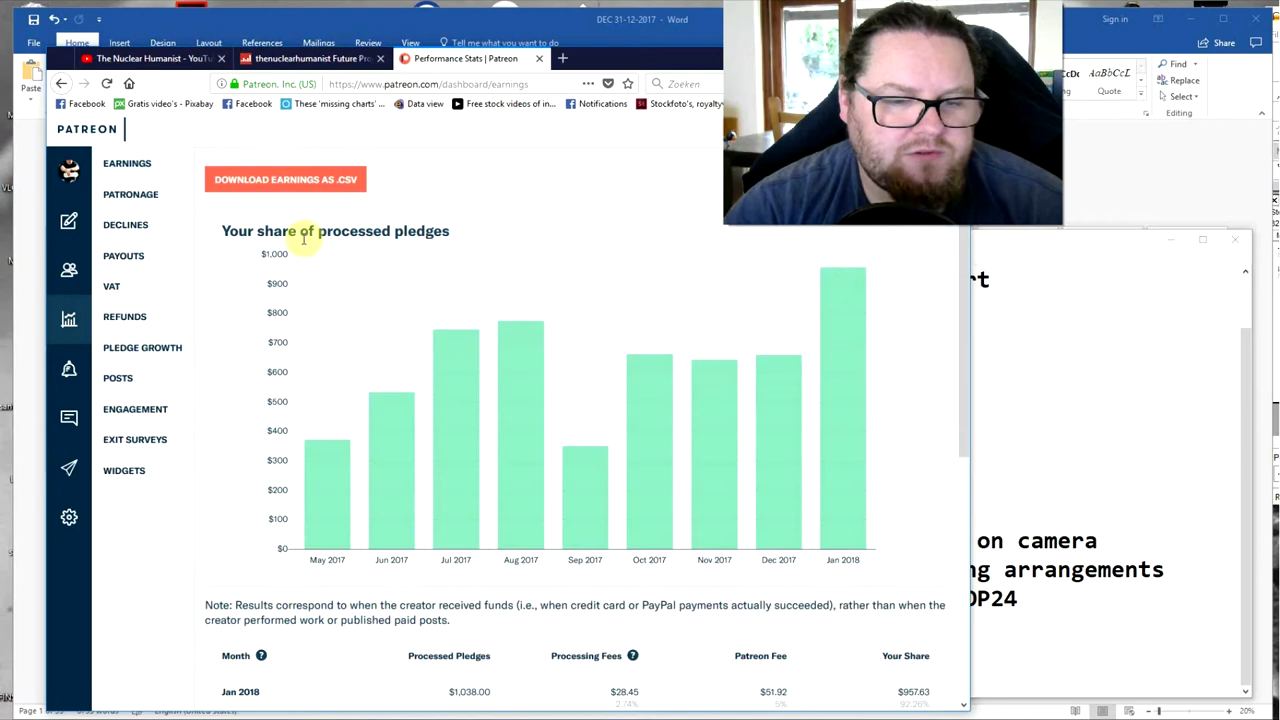 DEC 31-12-2017 - Word
Sign in
File Home Insert Design Layout References Mailings Review View Tell me what you want to do
Share
The Nuclear Humanist - YouTu
thenuclearhumanist Future Pro
Performance Stats | Patreon
Paste
Patreon, Inc. (US) https://www.patreon.com/dashboard/earnings
Zoeken
Facebook Gratis video's - Pixabay Facebook These 'missing charts' ... Data view Free stock videos of in... Notifications Stockfoto's, royalty
AaBbCcL
Quote
Find
Replace
Select
Editing
PATREON
EARNINGS
PATRONAGE
DECLINES
PAYOUTS
VAT
REFUNDS
PLEDGE GROWTH
POSTS
ENGAGEMENT
EXIT SURVEYS
WIDGETS
DOWNLOAD EARNINGS AS .CSV
Your share of processed pledges
$1,000
$900
$800
$700
$600
$500
$400
$300
$200
$100
$0
May 2017 Jun 2017 Jul 2017 Aug 2017 Sep 2017 Oct 2017 Nov 2017 Dec 2017 Jan 2018
Note: Results correspond to when the creator received funds (i.e., when credit card or PayPal payments actually succeeded), rather than when the
creator performed work or published paid posts.
Month Processed Pledges Processing Fees Patreon Fee Your Share
Jan 2018 $1,038.00 $28.45 $51.92 $957.63
2.74% 5% 92.26%
rt
on camera
ng arrangements
OP24
20%